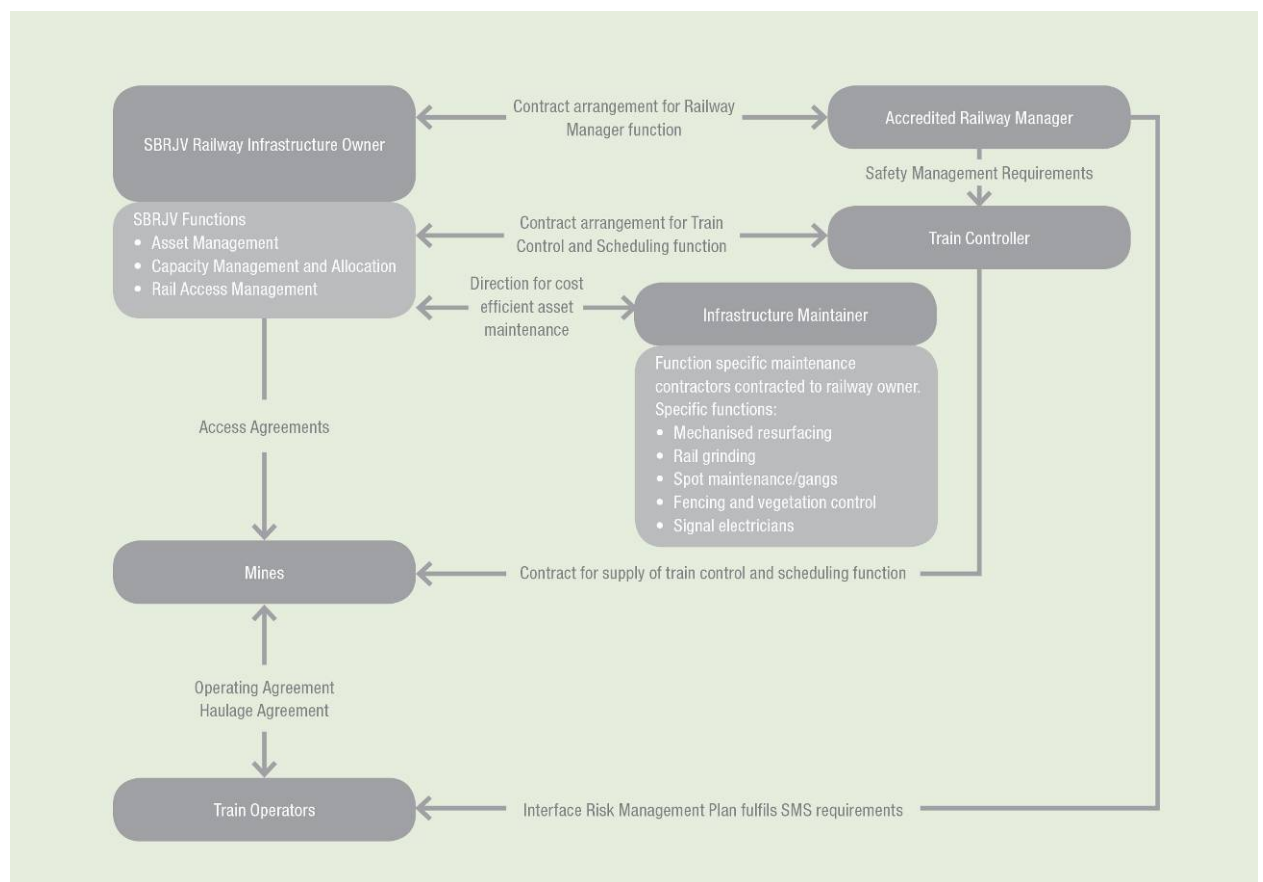 Contract arrangement for Railway
Manager function
SBRJV Railway Infrastructure Owner
Accredited Railway Manager
Safety Management Requirements
SBRJV Functions
• Asset Management
• Capacity Management and Allocation
• Rail Access Management
Contract arrangement for Train
Control and Scheduling function
Train Controller
Direction for cost
efficient asset
maintenance
Infrastructure Maintainer
Function specific maintenance
contractors contracted to railway owner.
Specific functions:
• Mechanised resurfacing
• Rail grinding
• Spot maintenance/gangs
• Fencing and vegetation control
• Signal electricians
Access Agreements
Mines
Contract for supply of train control and scheduling function
Operating Agreement
Haulage Agreement
Train Operators
Interface Risk Management Plan fulfils SMS requirements